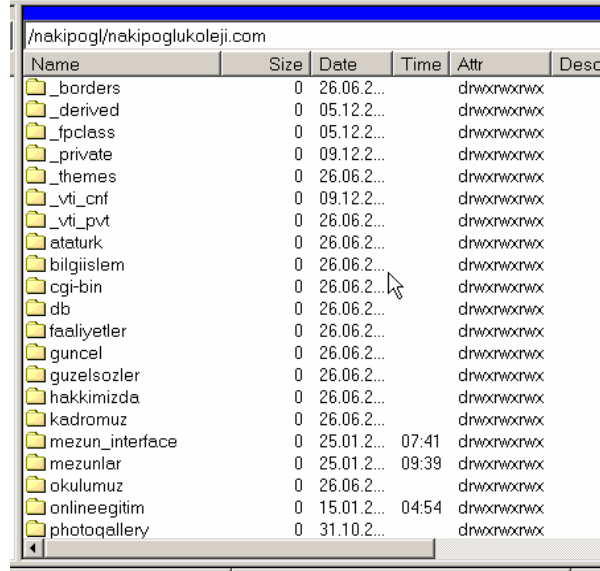 /nakipogl/nakipoglukoleji.com
Name Size Date Time Attr Desc
_borders 0 26.06.2... drwxrwxrwx
_derived 0 05.12.2... drwxrwxrwx
_fpclass 0 05.12.2... drwxrwxrwx
_private 0 09.12.2... drwxrwxrwx
_themes 0 26.06.2... drwxrwxrwx
_vti_cnf 0 09.12.2... drwxrwxrwx
_vti_pvt 0 26.06.2... drwxrwxrwx
ataturk 0 26.06.2... drwxrwxrwx
bilgiislem 0 26.06.2... drwxrwxrwx
cgi-bin 0 26.06.2... drwxrwxrwx
db 0 26.06.2... drwxrwxrwx
faaliyetler 0 26.06.2... drwxrwxrwx
guncel 0 26.06.2... drwxrwxrwx
guzelsozler 0 26.06.2... drwxrwxrwx
hakkimizda 0 26.06.2... drwxrwxrwx
kadromuz 0 26.06.2... drwxrwxrwx
mezun_interface 0 25.01.2... 07:41 drwxrwxrwx
mezunlar 0 25.01.2... 09:39 drwxrwxrwx
okulumuz 0 26.06.2... drwxrwxrwx
onlineegitim 0 15.01.2... 04:54 drwxrwxrwx
photogallery 0 31.10.2... drwxrwxrwx